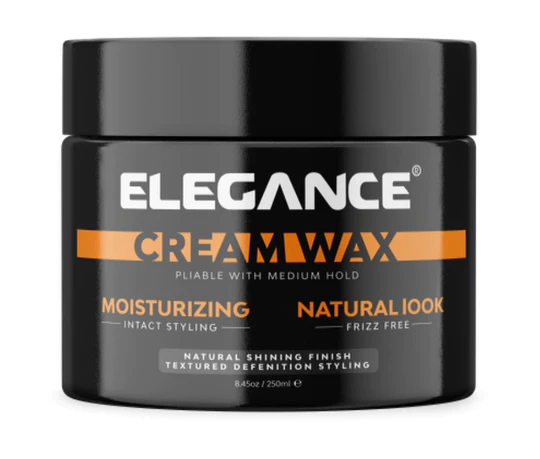 ELEGANCE®
CREAM WAX
PLIABLE WITH MEDIUM HOLD
MOISTURIZING
INTACT STYLING
NATURAL lOOK
FRIZZ FREE
NATURAL SHINING FINISH
TEXTURED DEFENITION STYLING
8.45oz / 250ml ℮